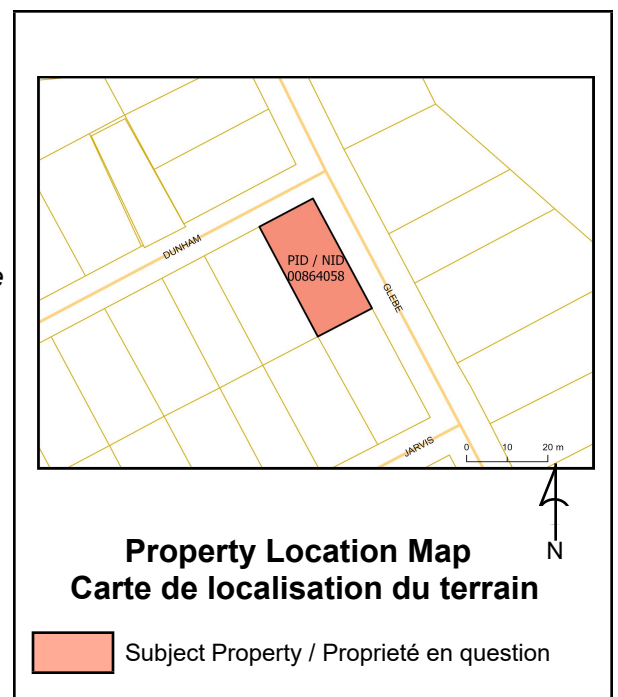 DUNHAM
PID / NID
00864058
GLEBE
JARVIS
0 10 20 m
N
Property Location Map
Carte de localisation du terrain
Subject Property / Proprieté en question
e